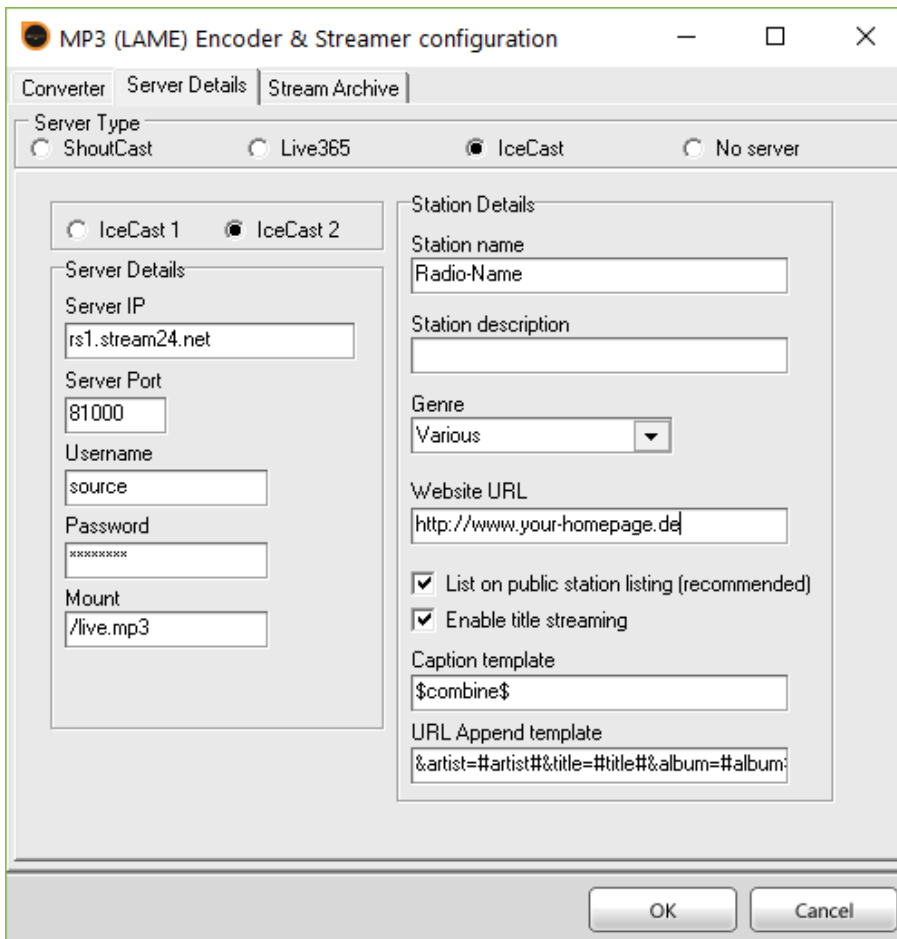 MP3 (LAME) Encoder & Streamer configuration
Converter Server Details Stream Archive
Server Type
ShoutCast Live365 IceCast No server
IceCast 1 IceCast 2
Server Details
Server IP
rs1.stream24.net
Server Port
81000
Username
source
Password
********
Mount
/live.mp3
Station Details
Station name
Radio-Name
Station description
Genre
Various
Website URL
http://www.your-homepage.de
List on public station listing (recommended)
Enable title streaming
Caption template
$combine$
URL Append template
&artist=#artist#&title=#title#&album=#album
OK Cancel